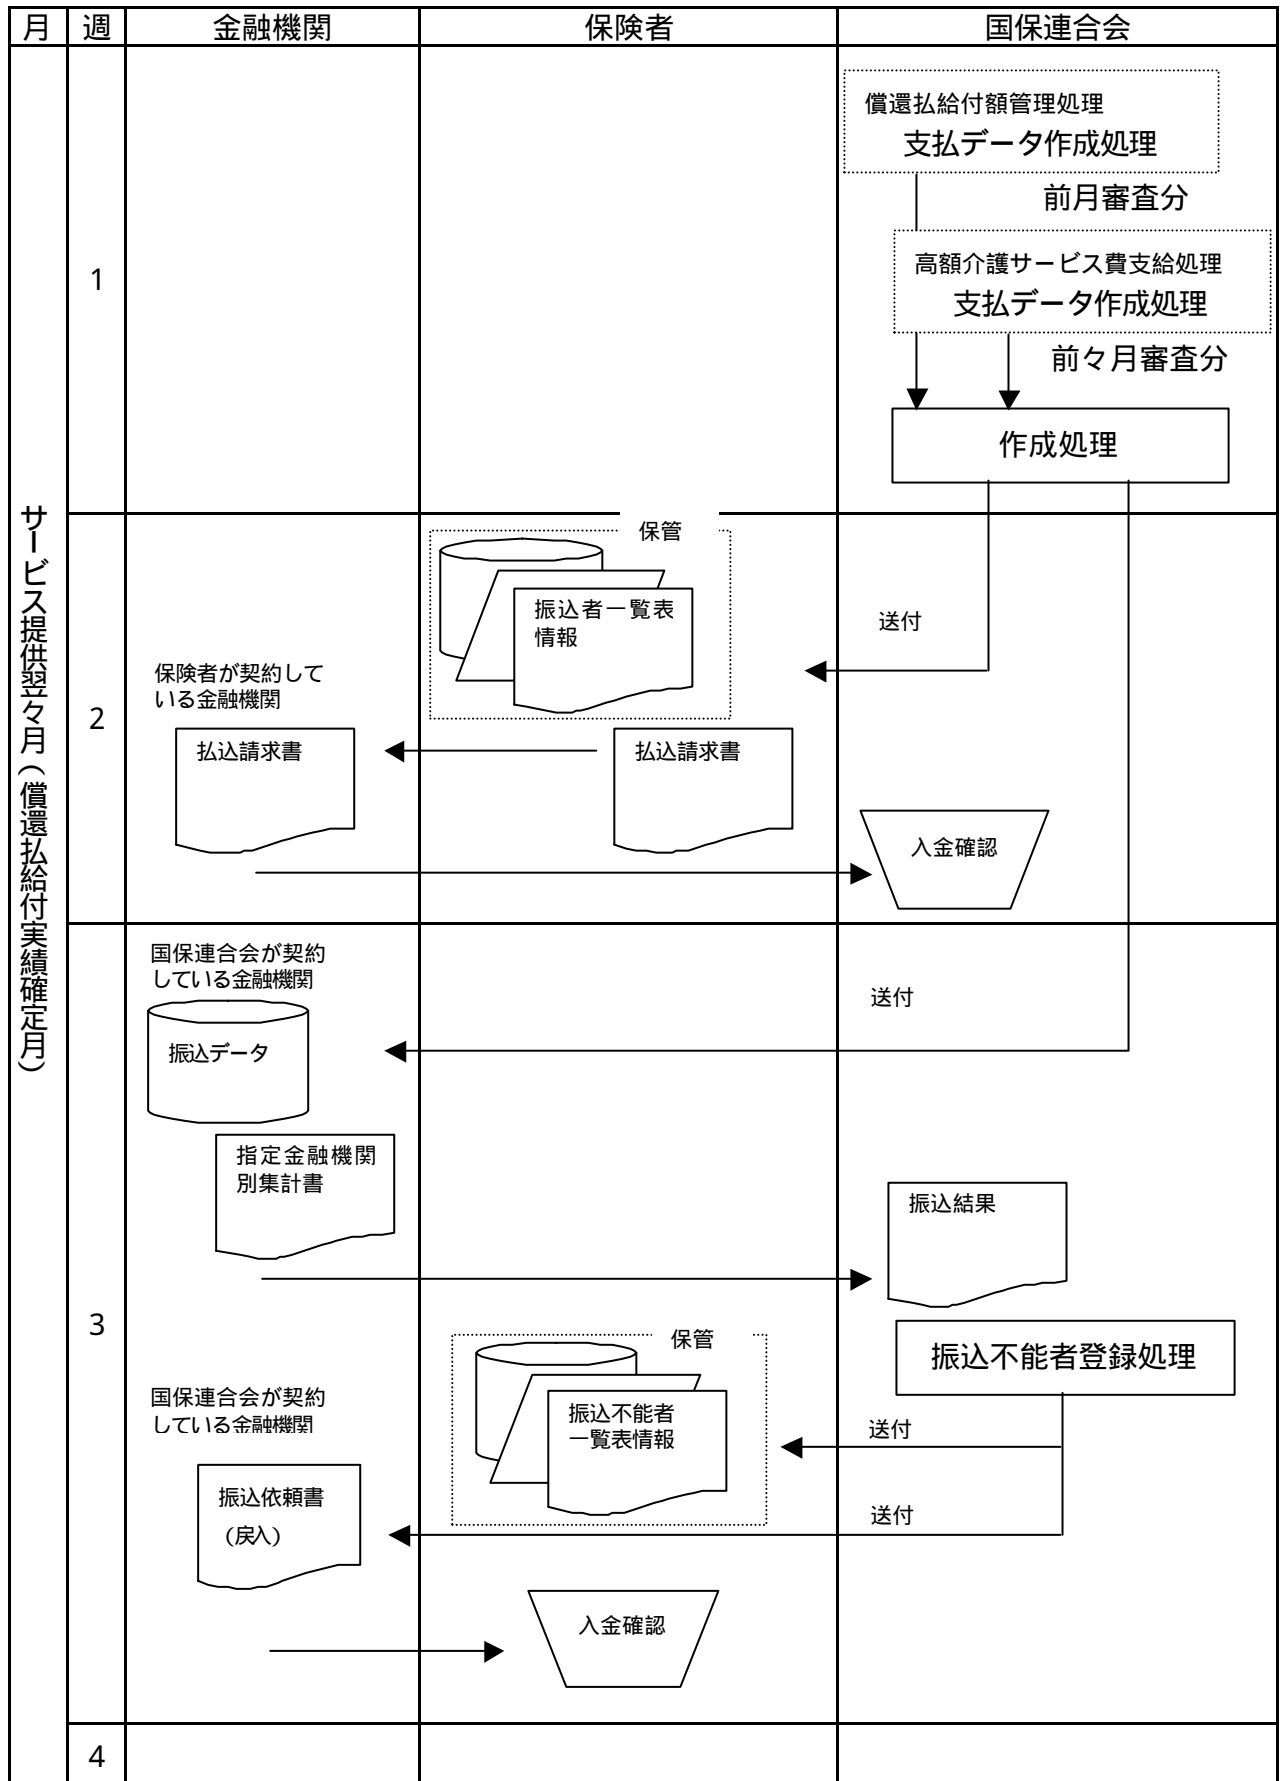 月
週
金融機関
保険者
国保連合会
サービス提供翌々月(償還払給付実績確定月)
1
償還払給付額管理処理
支払データ作成処理
前月審査分
高額介護サービス費支給処理
支払データ作成処理
前々月審査分
作成処理
2
保管
振込者一覧表
情報
送付
保険者が契約して
いる金融機関
払込請求書
払込請求書
入金確認
3
国保連合会が契約
している金融機関
送付
振込データ
指定金融機関
別集計書
振込結果
保管
振込不能者登録処理
国保連合会が契約
している金融機関
振込不能者
一覧表情報
送付
振込依頼書
(戻入)
送付
入金確認
4